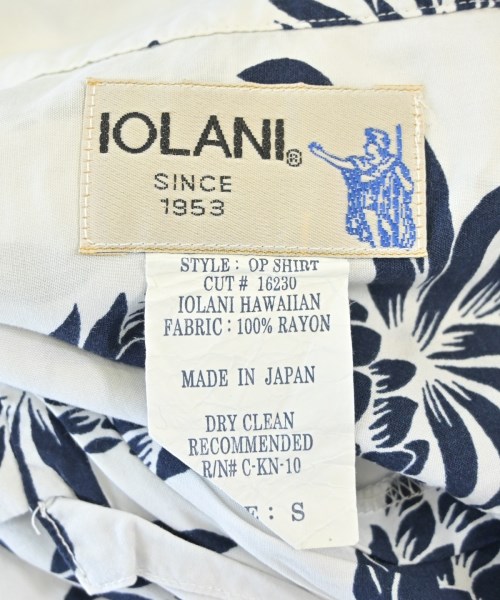 IOLANI®
SINCE
1953
STYLE: OP SHIRT
CUT # 16230
IOLANI HAWAIIAN
FABRIC : 100% RAYON
MADE IN JAPAN
DRY CLEAN
RECOMMENDED
R/N# C-KN-10
E: S